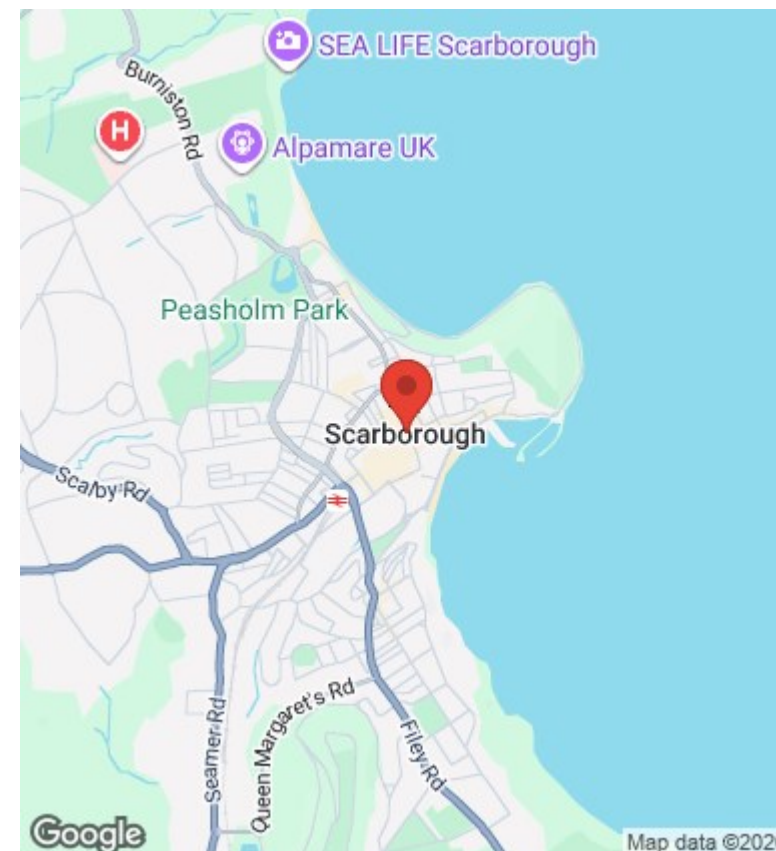 SEA LIFE Scarborough
Burniston Rd
H
Alpamare UK
Peasholm Park
Scarborough
Scalby Rd
Seamer Rd
Queen Margaret's Rd
Filey Rd
Google
Map data ©202